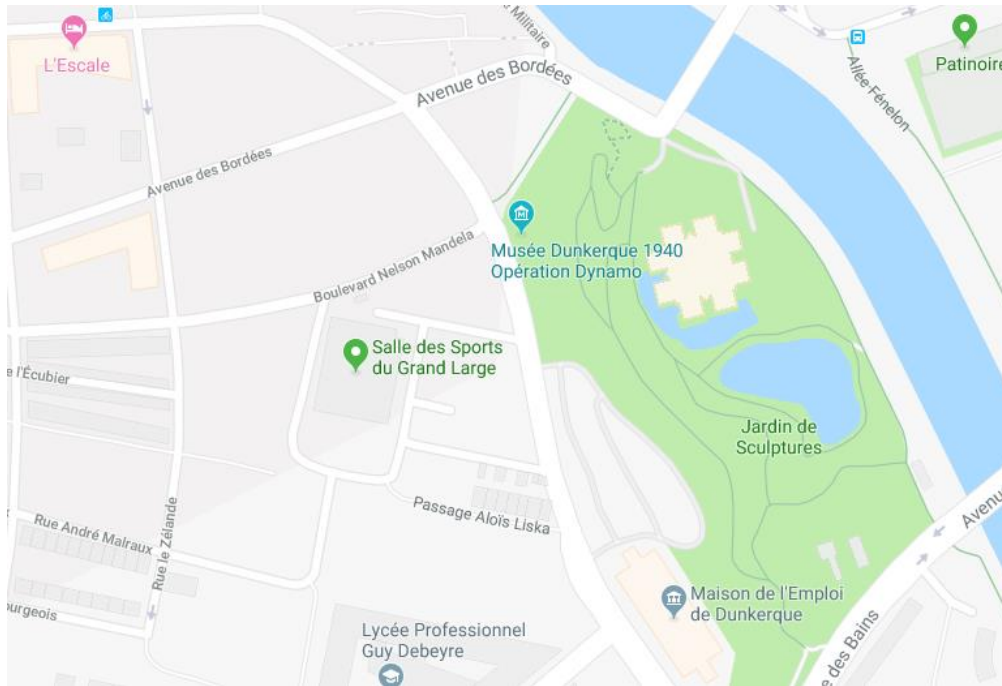 e Militaire
Patinoire
L'Escale
Allée Fénelon
Avenue des Bordées
Avenue des Bordées
Musée Dunkerque 1940
Opération Dynamo
Boulevard Nelson Mandela
Salle des Sports
du Grand Large
e l'Écubier
Jardin de
Sculptures
Passage Aloïs Liska
Avenu
Rue André Malraux
Rue le Zélande
Maison de l'Emploi
de Dunkerque
ourgeois
Lycée Professionnel
Guy Debeyre
e des Bains